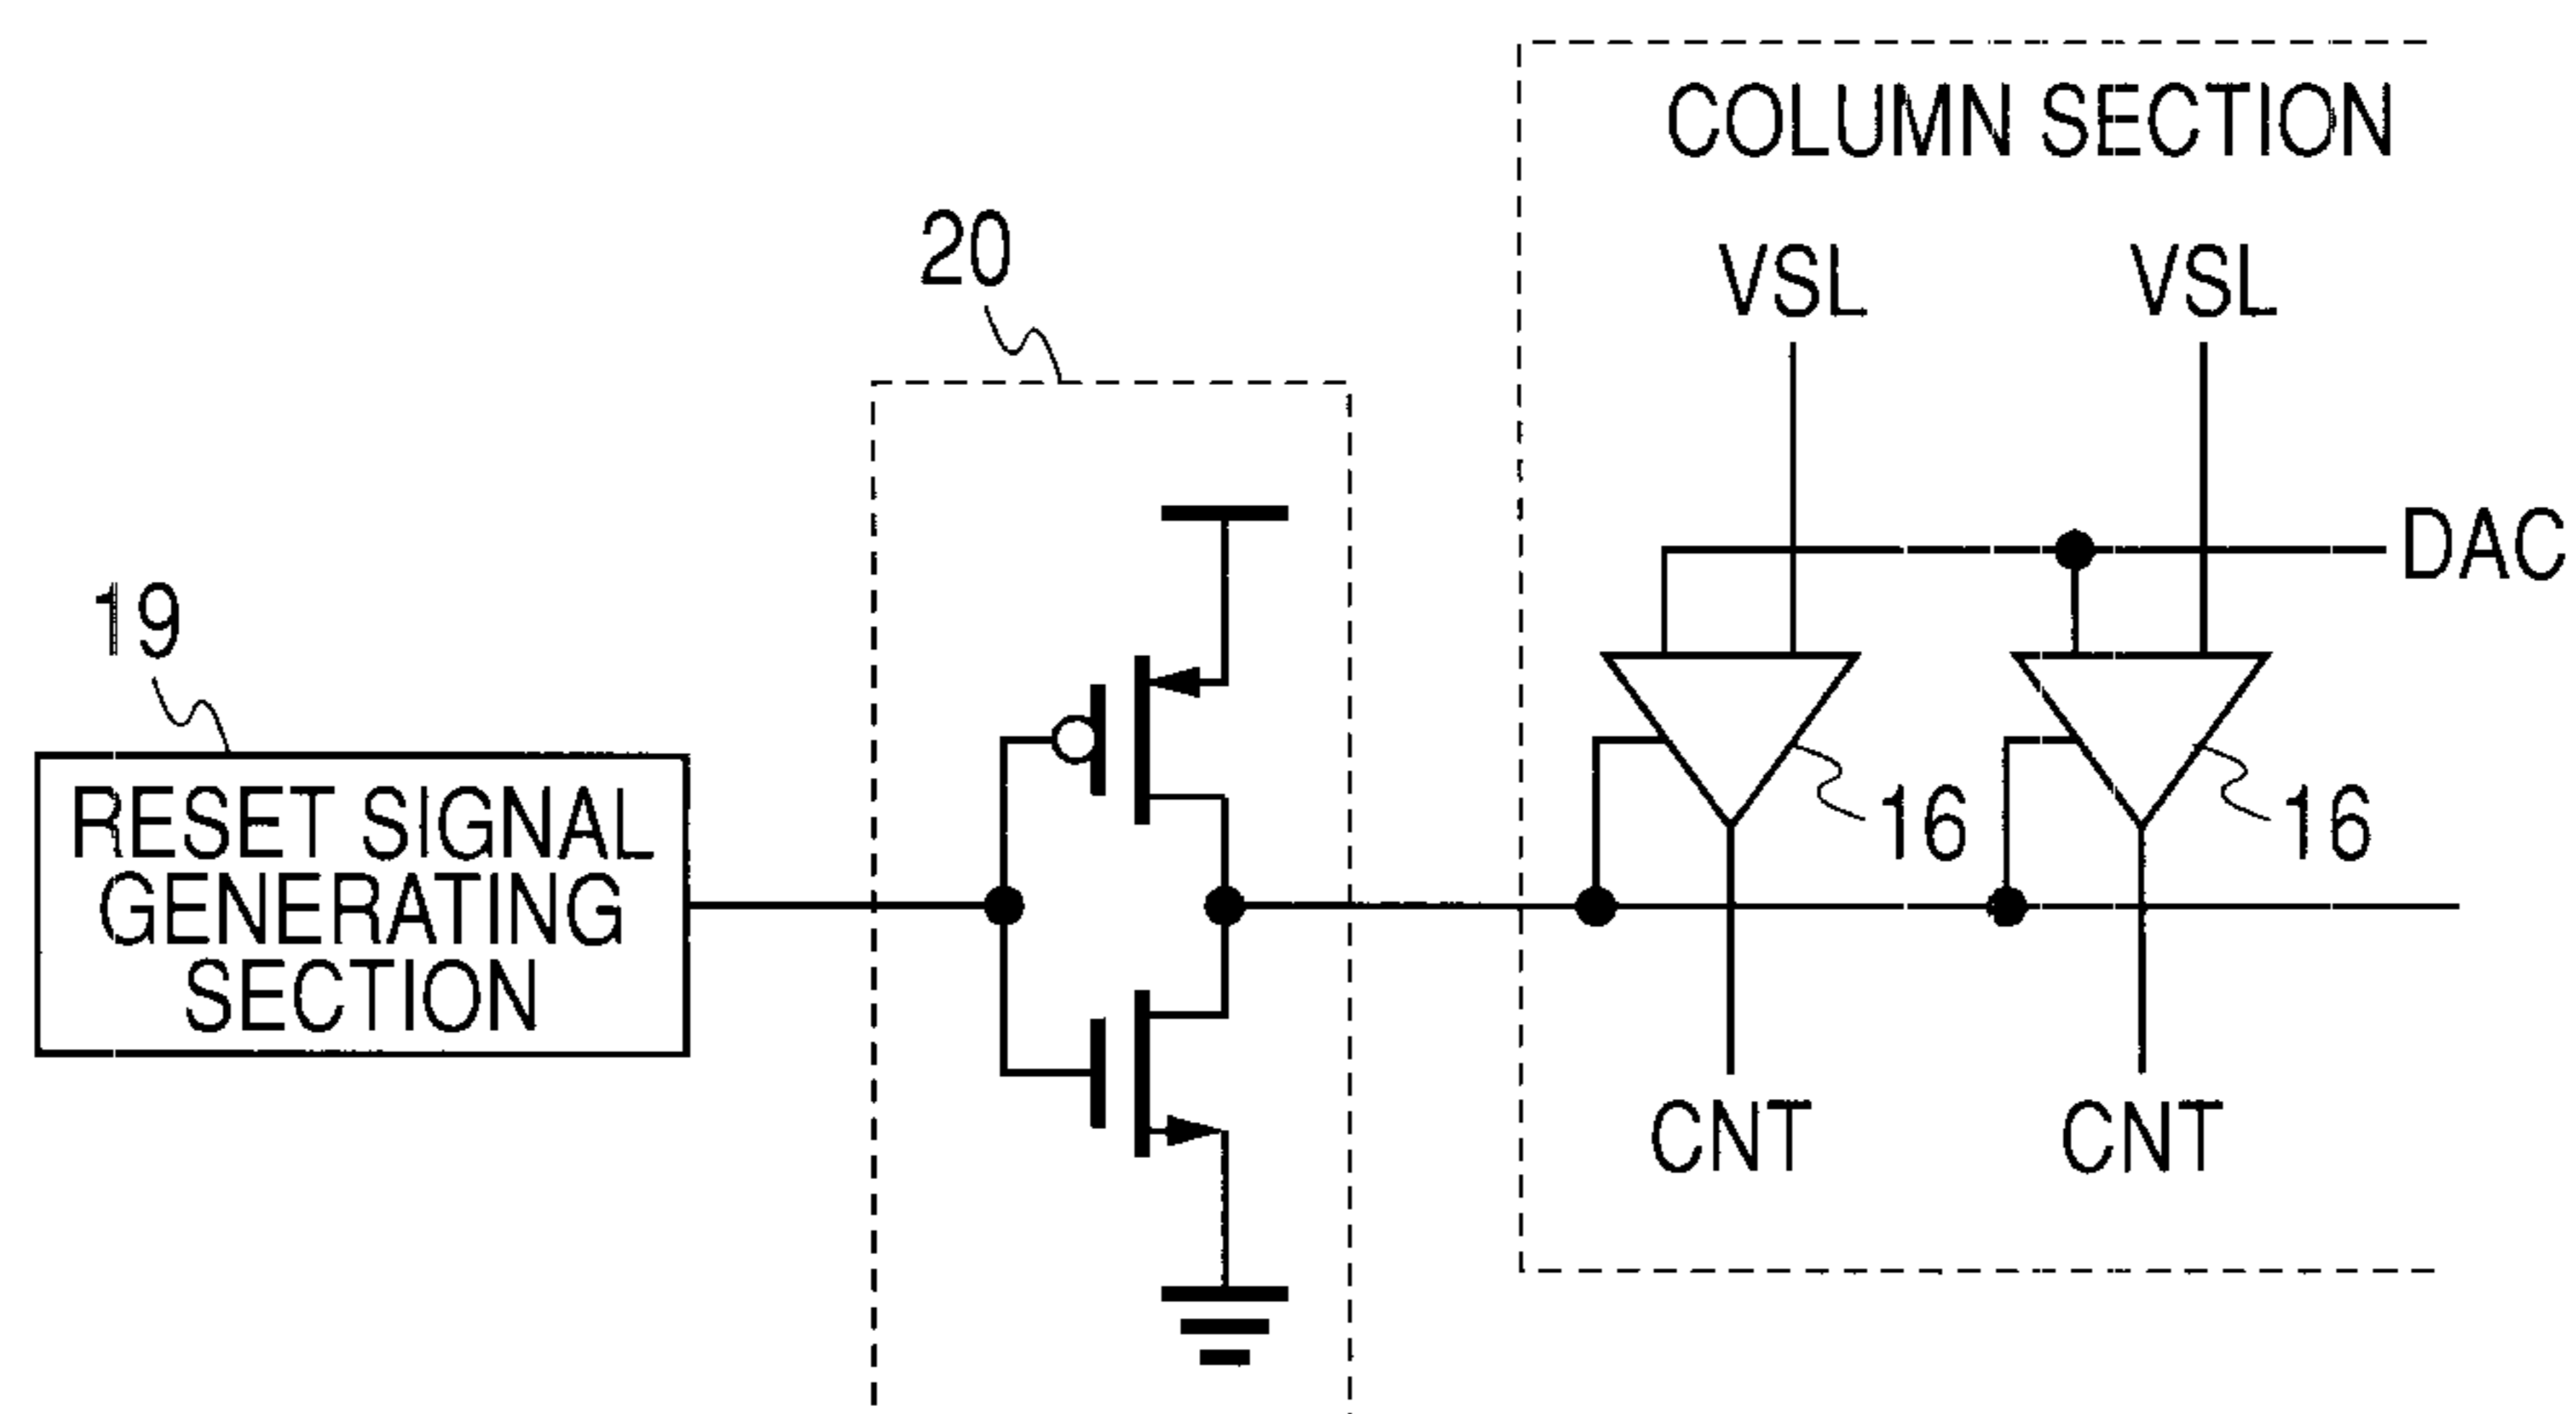 COLUMN SECTION
20
VSL VSL
DAC
19
RESET SIGNAL
GENERATING
SECTION
16 16
CNT CNT